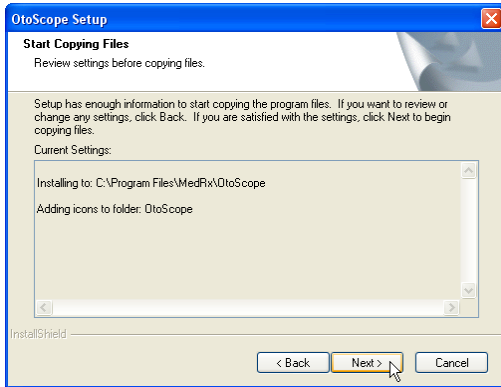 OtoScope Setup
Start Copying Files
Review settings before copying files.
Setup has enough information to start copying the program files. If you want to review or
change any settings, click Back. If you are satisfied with the settings, click Next to begin
copying files.
Current Settings:
Installing to: C:\Program Files\MedRx\OtoScope
Adding icons to folder: OtoScope
InstallShield
< Back Next > Cancel